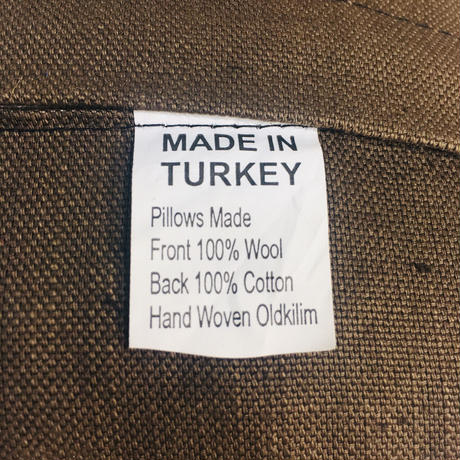 MADE IN
TURKEY
Pillows Made
Front 100% Wool
Back 100% Cotton
Hand Woven Oldkilim